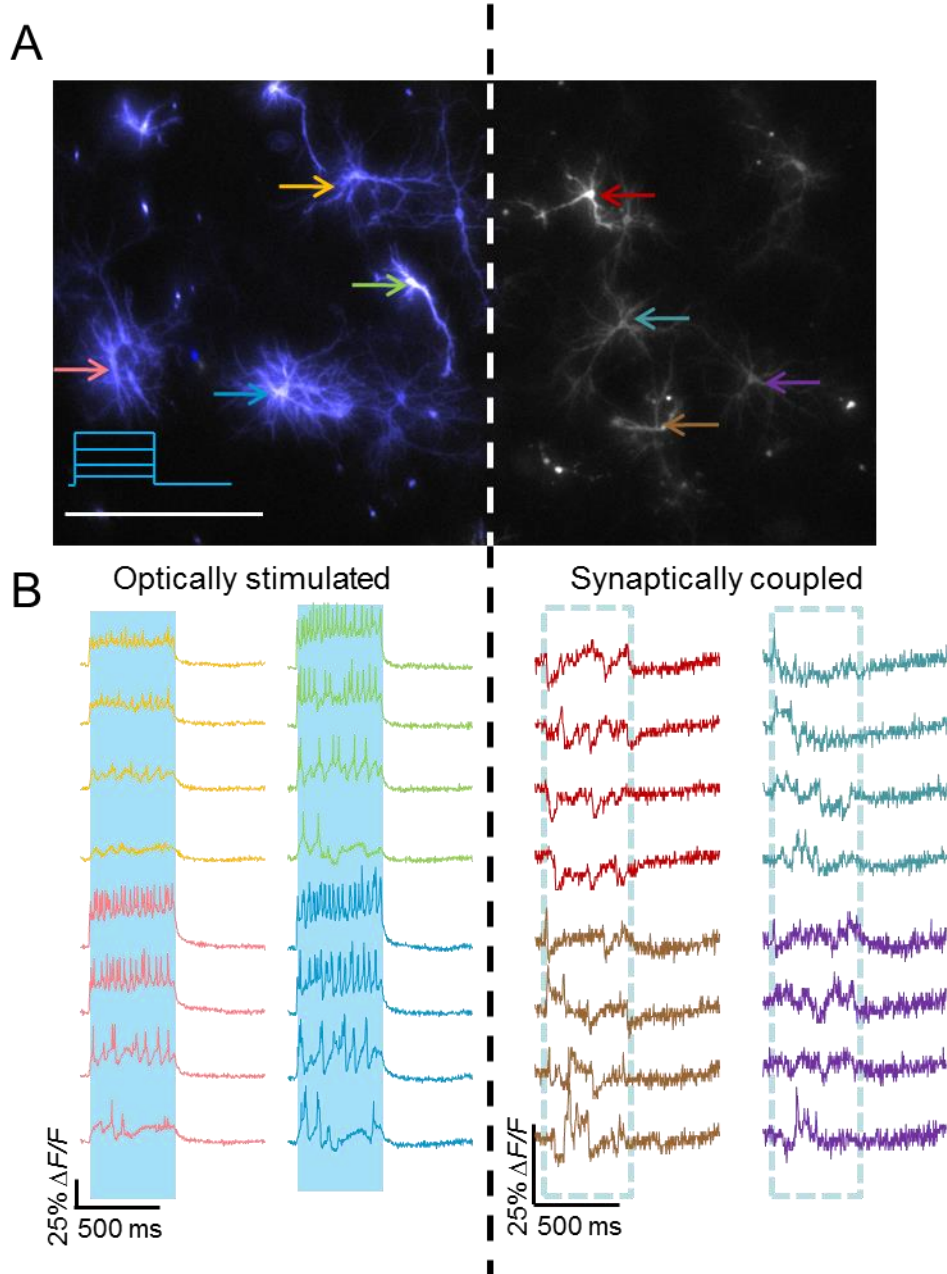 A
B
Optically stimulated
Synaptically coupled
25% ΔF/F
500 ms
25% ΔF/F
500 ms